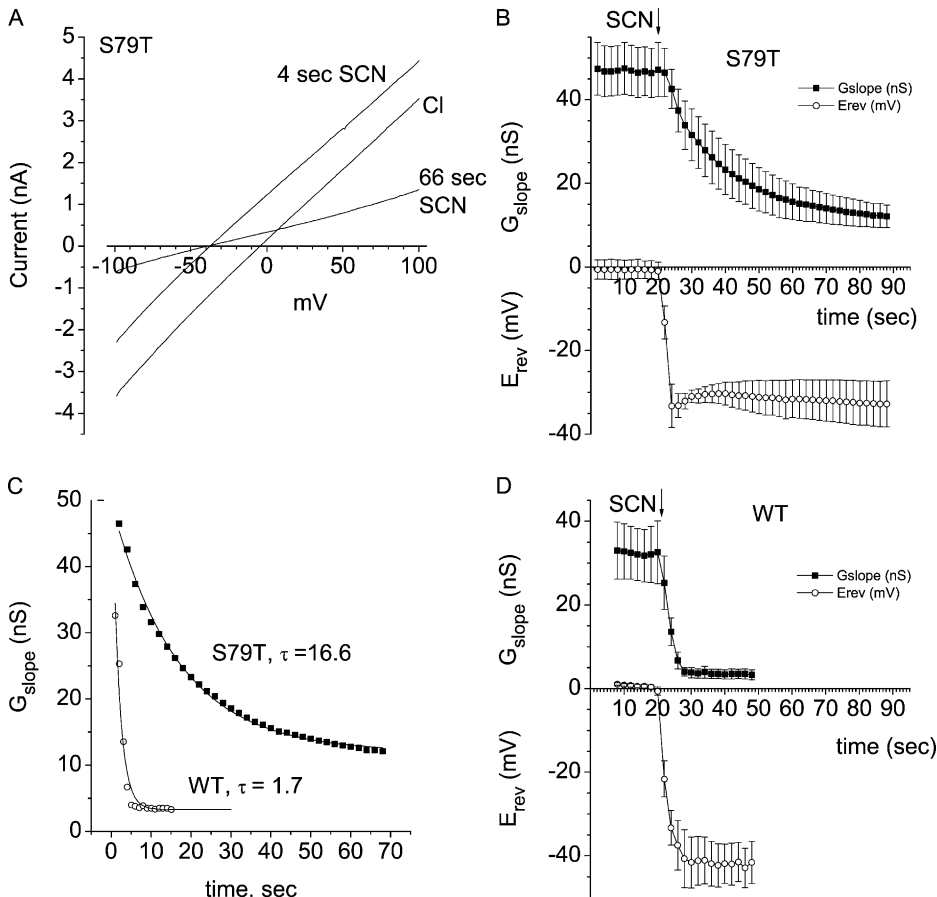 A
S79T
5
4
3
2
1
0
-1
-2
-3
-4
Current (nA)
4 sec SCN
Cl
66 sec
SCN
-100
-50
0
50
100
mV
B
SCN
S79T
Gslope (nS)
Erev (mV)
40
20
0
-20
-40
Gslope (nS)
Erev (mV)
10 20 30 40 50 60 70 80 90
time (sec)
C
50
40
30
20
10
0
Gslope (nS)
S79T, τ =16.6
WT, τ = 1.7
0 10 20 30 40 50 60 70
time, sec
D
SCN
WT
Gslope (nS)
Erev (mV)
40
20
0
-20
-40
Gslope (nS)
Erev (mV)
10 20 30 40 50 60 70 80 90
time (sec)